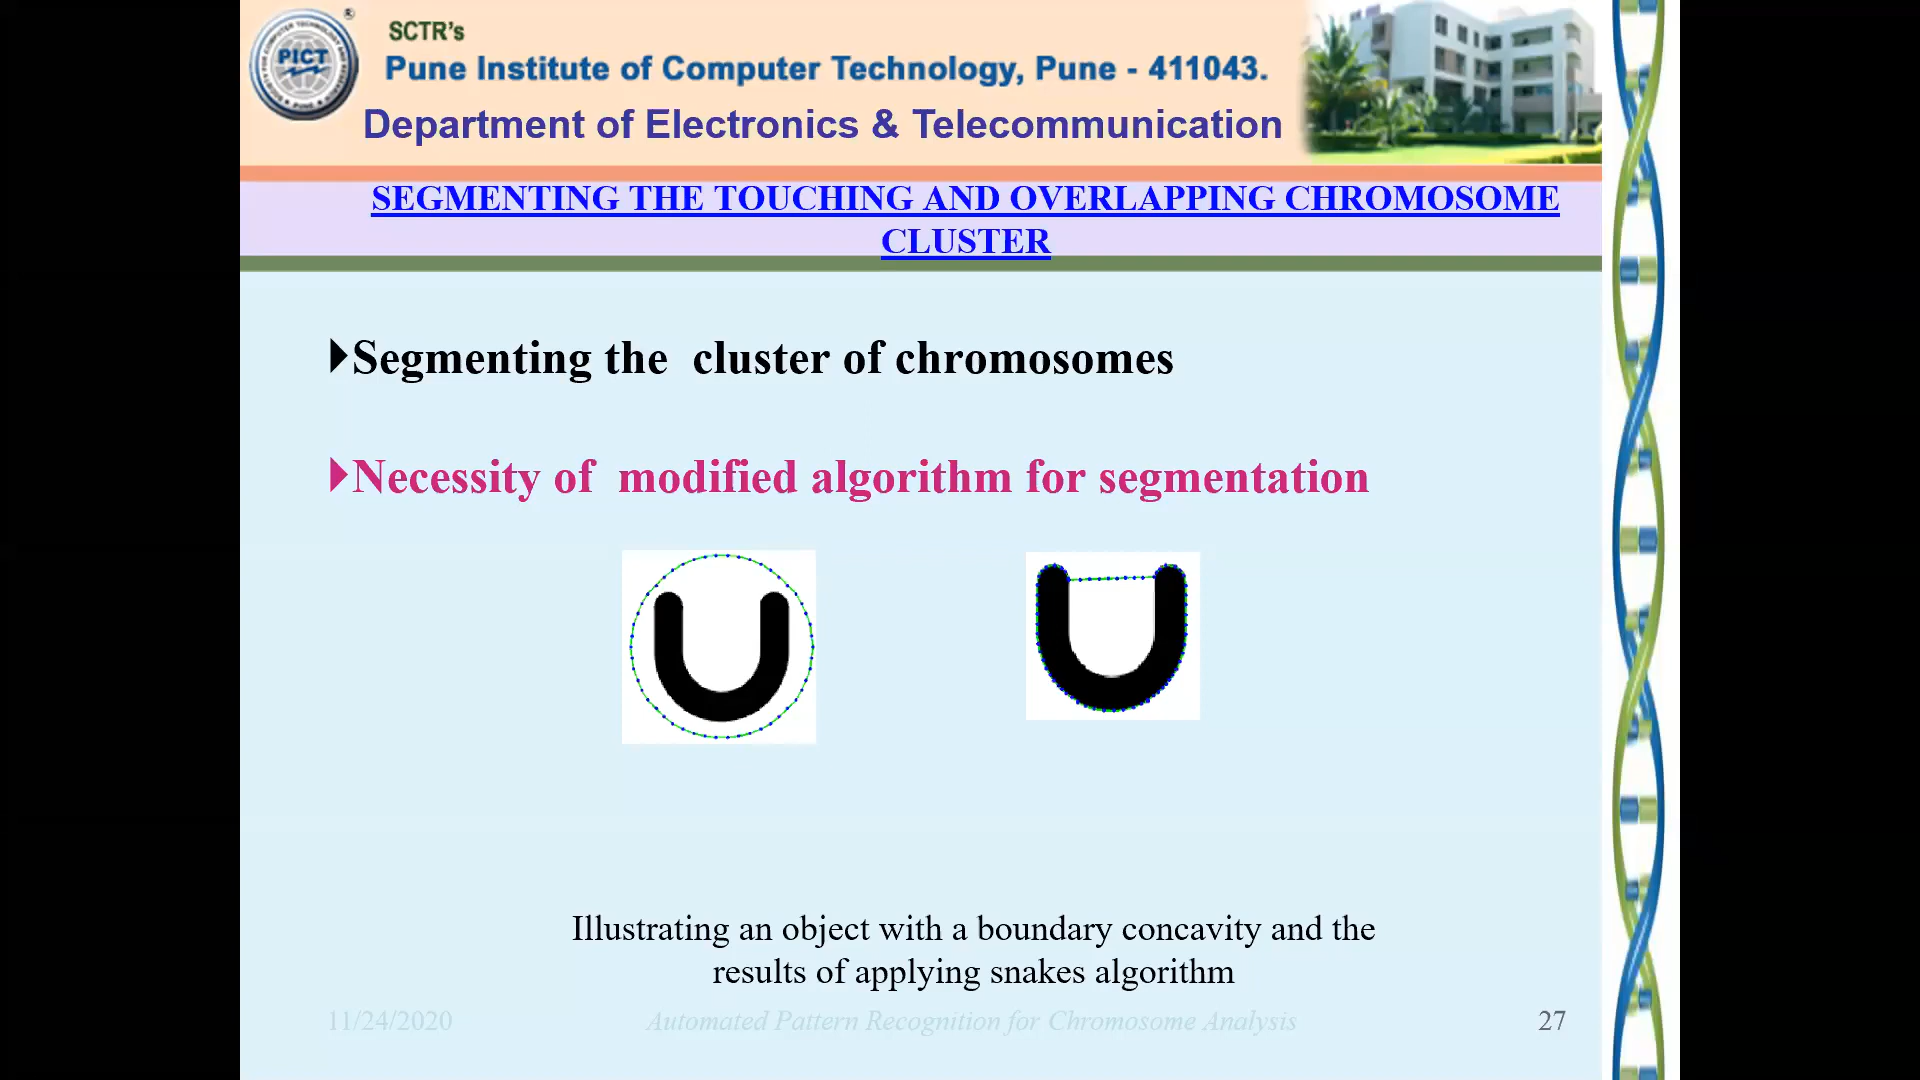 PICT
SCTR's
Pune Institute of Computer Technology, Pune - 411043.
Department of Electronics & Telecommunication
SEGMENTING THE TOUCHING AND OVERLAPPING CHROMOSOME
CLUSTER
Segmenting the cluster of chromosomes
Necessity of modified algorithm for segmentation
Illustrating an object with a boundary concavity and the
results of applying snakes algorithm
11/24/2020
Automated Pattern Recognition for Chromosome Analysis
27